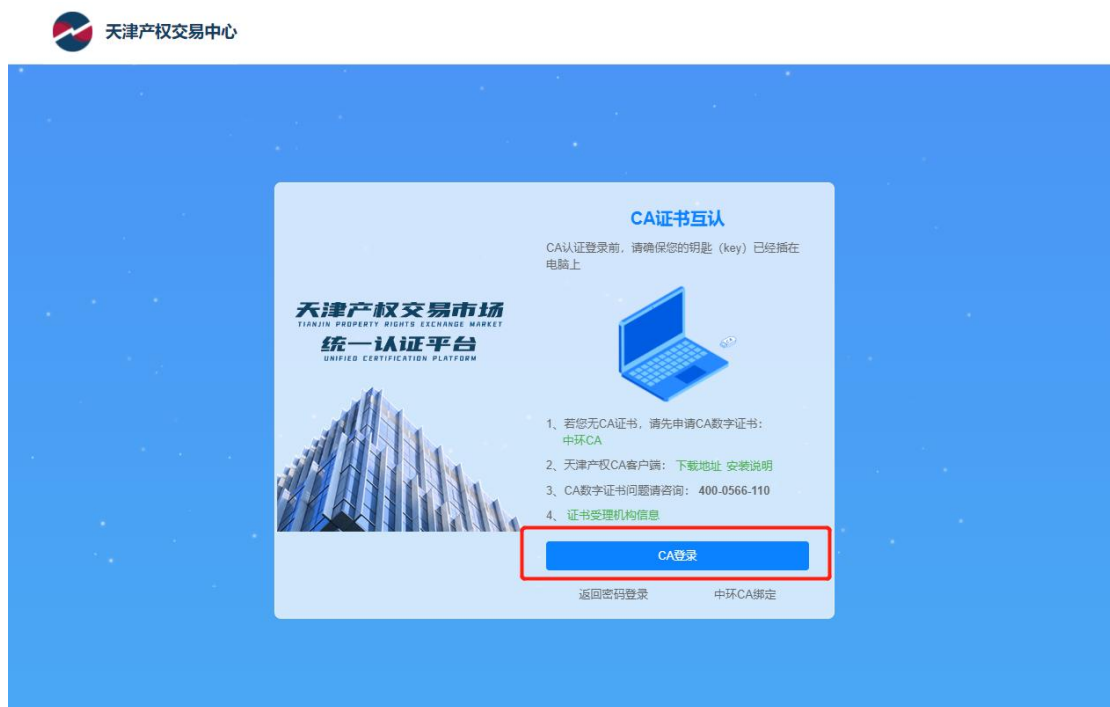 天津产权交易中心
CA证书互认
CA认证登录前，请确保您的钥匙（key）已经插在
电脑上
天津产权交易市场
TIANJIN PROPERTY RIGHTS EXCHANGE MARKET
统一认证平台
UNIFIED CERTIFICATION PLATFORM
1、若您无CA证书，请先申请CA数字证书：
中环CA
2、天津产权CA客户端： 下载地址 安装说明
3、CA数字证书问题请咨询： 400-0566-110
4、 证书受理机构信息
CA登录
返回密码登录 中环CA绑定